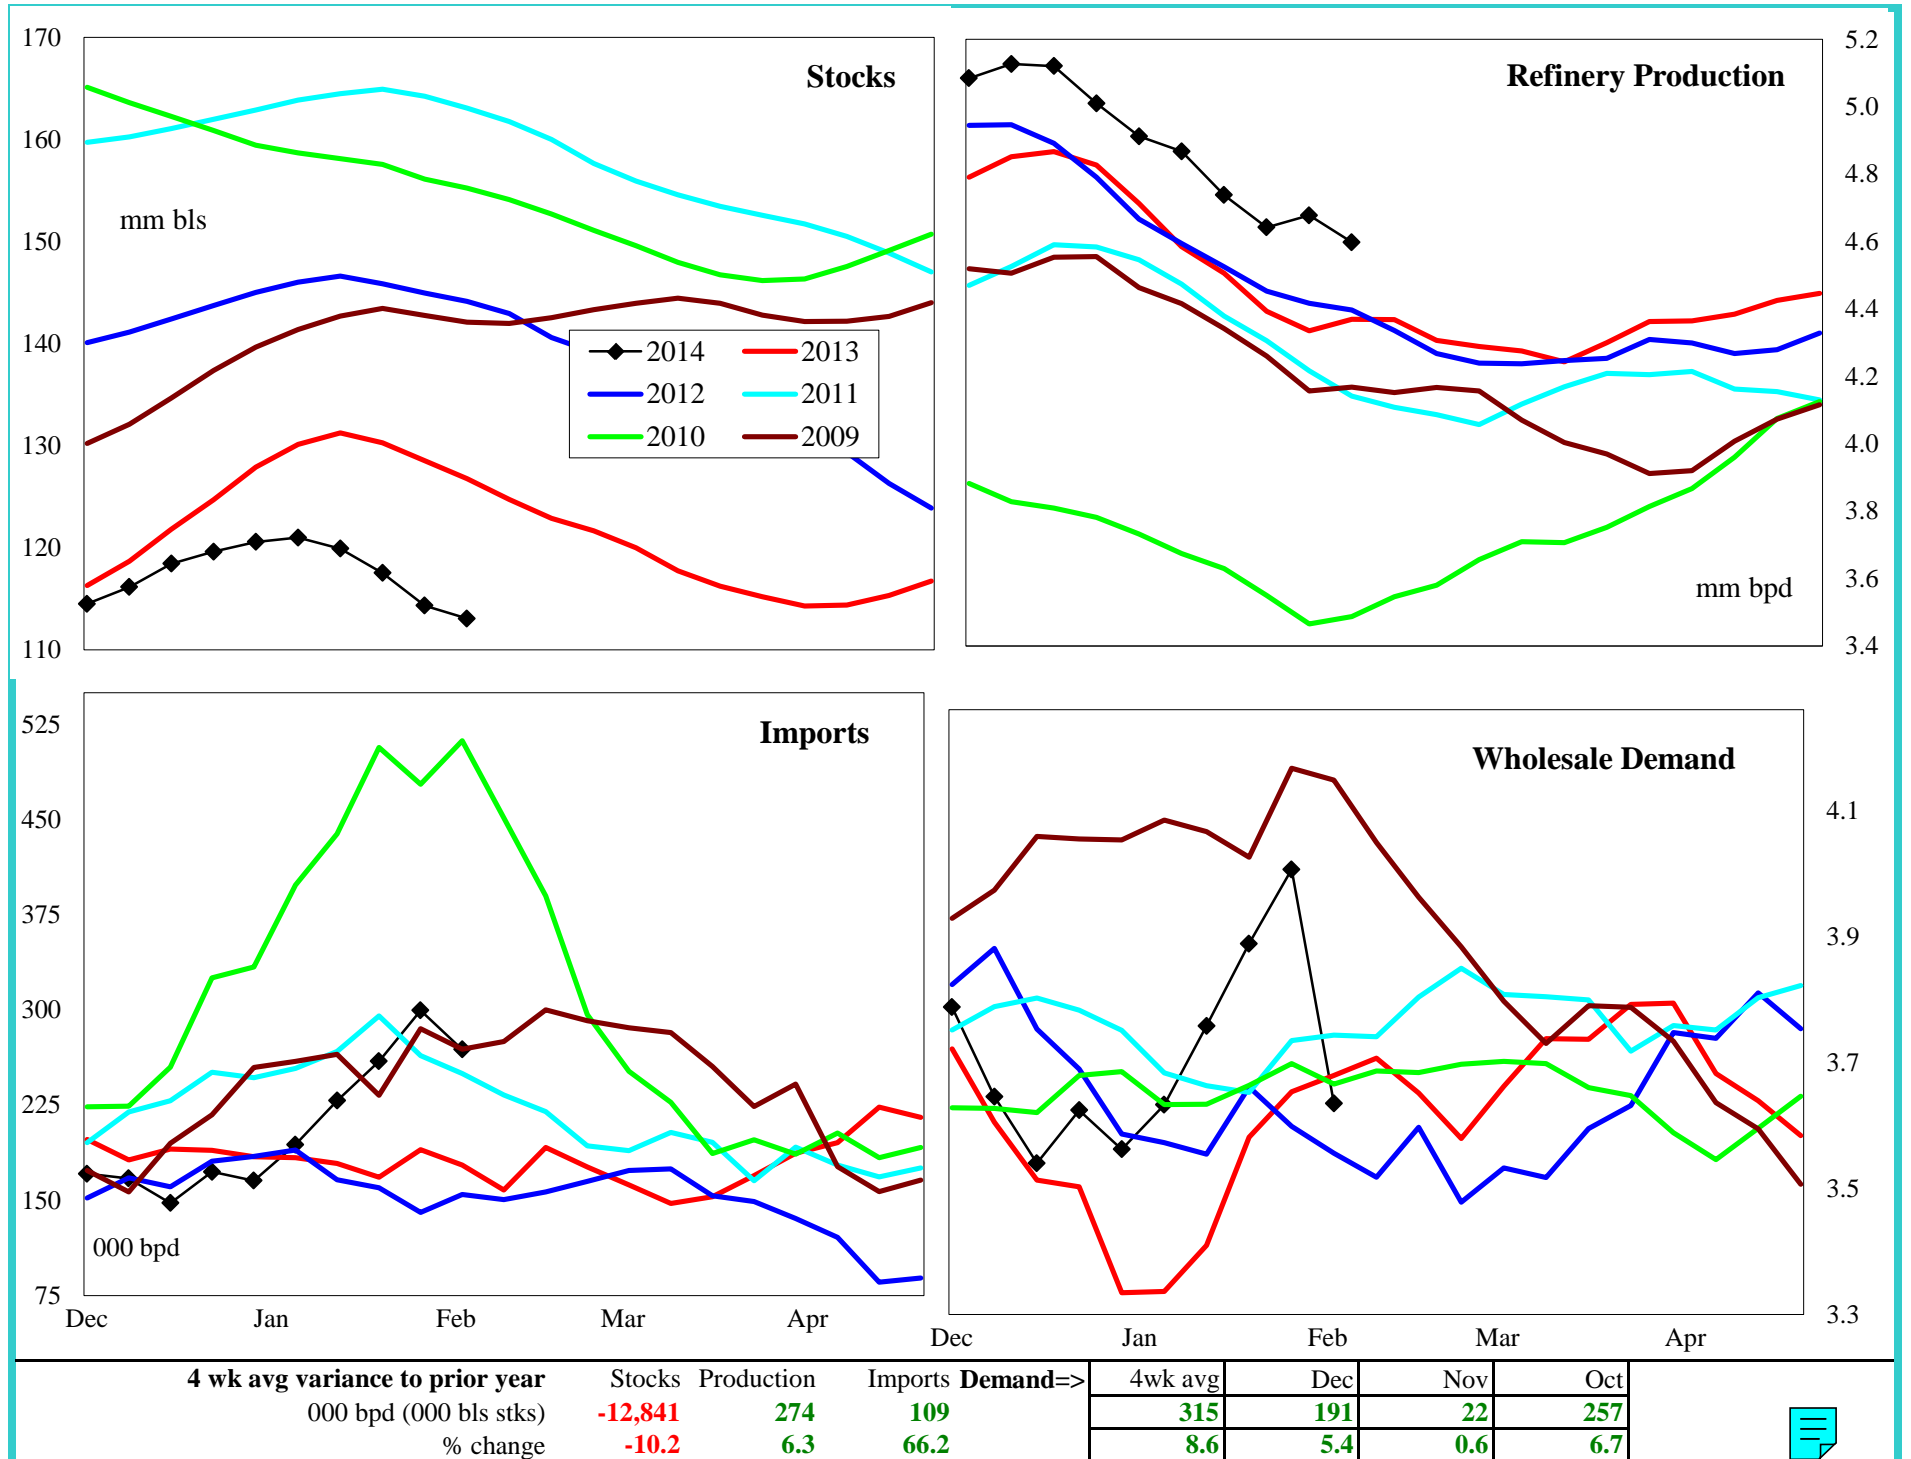 Stocks
170
160
150
140
130
120
110
mm bls
2014 2013
2012 2011
2010 2009
Refinery Production
5.2
5.0
4.8
4.6
4.4
4.2
4.0
3.8
3.6
3.4
mm bpd
Imports
525
450
375
300
225
150
75
000 bpd
Dec Jan Feb Mar Apr
Wholesale Demand
4.1
3.9
3.7
3.5
3.3
Dec Jan Feb Mar Apr
4 wk avg variance to prior year Stocks Production Imports Demand=> 4wk avg Dec Nov Oct
000 bpd (000 bls stks) -12,841 274 109 315 191 22 257
% change -10.2 6.3 66.2 8.6 5.4 0.6 6.7